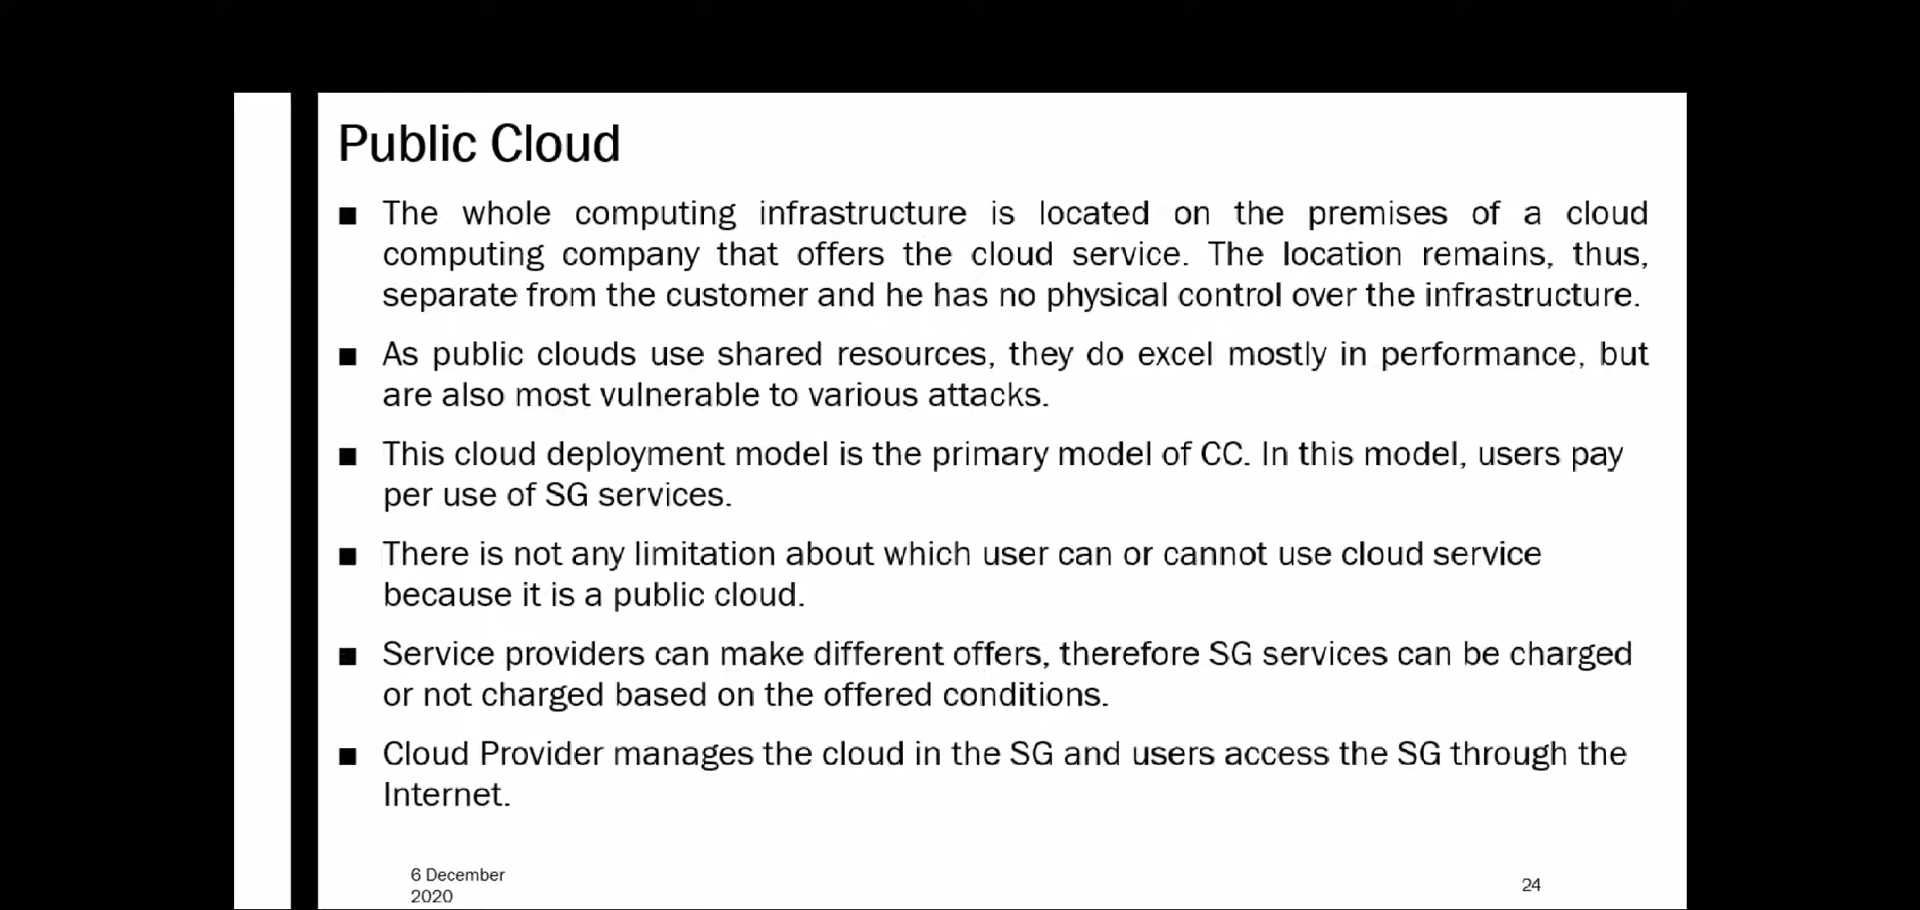 Public Cloud
■ The whole computing infrastructure is located on the premises of a cloud
computing company that offers the cloud service. The location remains, thus,
separate from the customer and he has no physical control over the infrastructure.
■ As public clouds use shared resources, they do excel mostly in performance, but
are also most vulnerable to various attacks.
■ This cloud deployment model is the primary model of CC. In this model, users pay
per use of SG services.
■ There is not any limitation about which user can or cannot use cloud service
because it is a public cloud.
■ Service providers can make different offers, therefore SG services can be charged
or not charged based on the offered conditions.
■ Cloud Provider manages the cloud in the SG and users access the SG through the
Internet.
6 December
2020
24